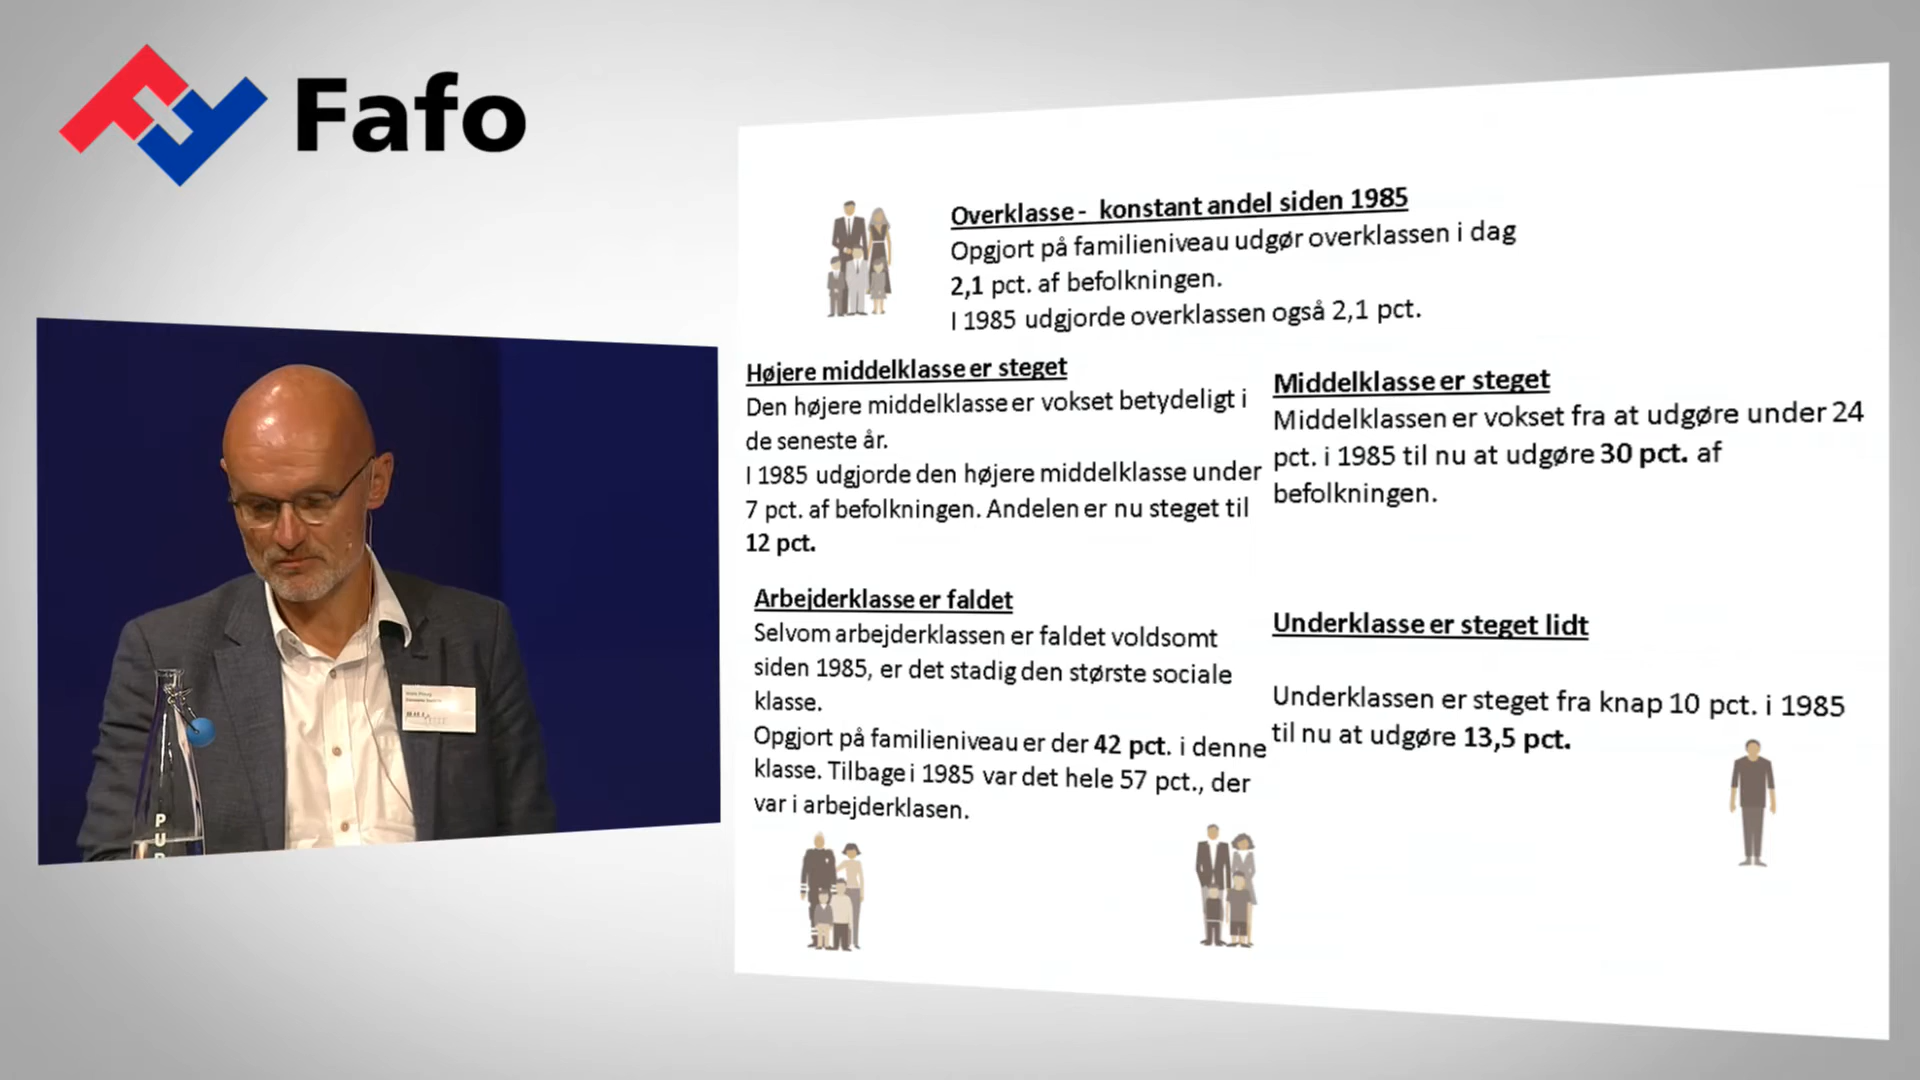 Fafo
Overklasse - konstant andel siden 1985
Opgjort på familieniveau udgør overklassen i dag
2,1 pct. af befolkningen.
I 1985 udgjorde overklassen også 2,1 pct.
Højere middelklasse er steget
Den højere middelklasse er vokset betydeligt i
de seneste år.
I 1985 udgjorde den højere middelklasse under
7 pct. af befolkningen. Andelen er nu steget til
12 pct.
Middelklasse er steget
Middelklassen er vokset fra at udgøre under 24
pct. i 1985 til nu at udgøre 30 pct. af
befolkningen.
Arbejderklasse er faldet
Selvom arbejderklassen er faldet voldsomt
siden 1985, er det stadig den største sociale
klasse.
Opgjort på familieniveau er der 42 pct. i denne
klasse. Tilbage i 1985 var det hele 57 pct., der
var i arbejderklasen.
Underklasse er steget lidt
Underklassen er steget fra knap 10 pct. i 1985
til nu at udgøre 13,5 pct.